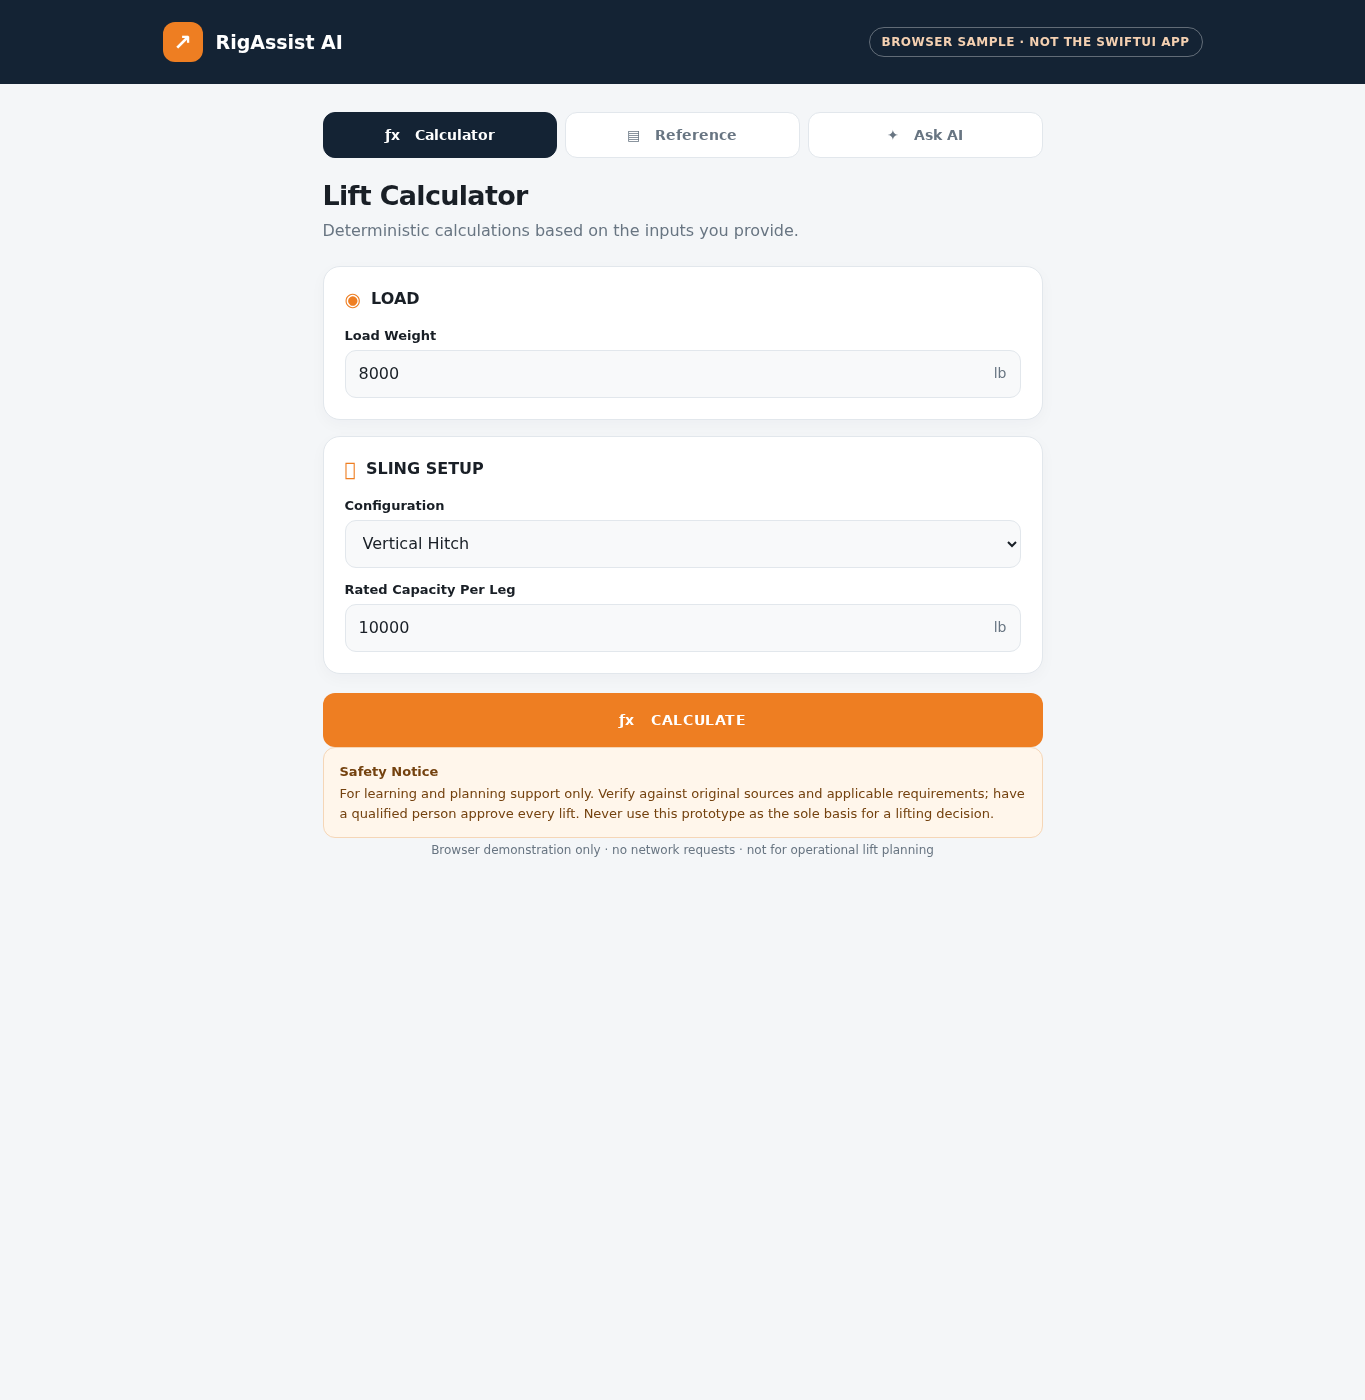 ↗ RigAssist AI
BROWSER SAMPLE · NOT THE SWIFTUI APP
ƒx Calculator
▤ Reference
✦ Ask AI
Lift Calculator
Deterministic calculations based on the inputs you provide.
◉ LOAD
Load Weight
8000 lb
SLING SETUP
Configuration
Vertical Hitch
Rated Capacity Per Leg
10000 lb
ƒx CALCULATE
Safety Notice
For learning and planning support only. Verify against original sources and applicable requirements; have
a qualified person approve every lift. Never use this prototype as the sole basis for a lifting decision.
Browser demonstration only · no network requests · not for operational lift planning